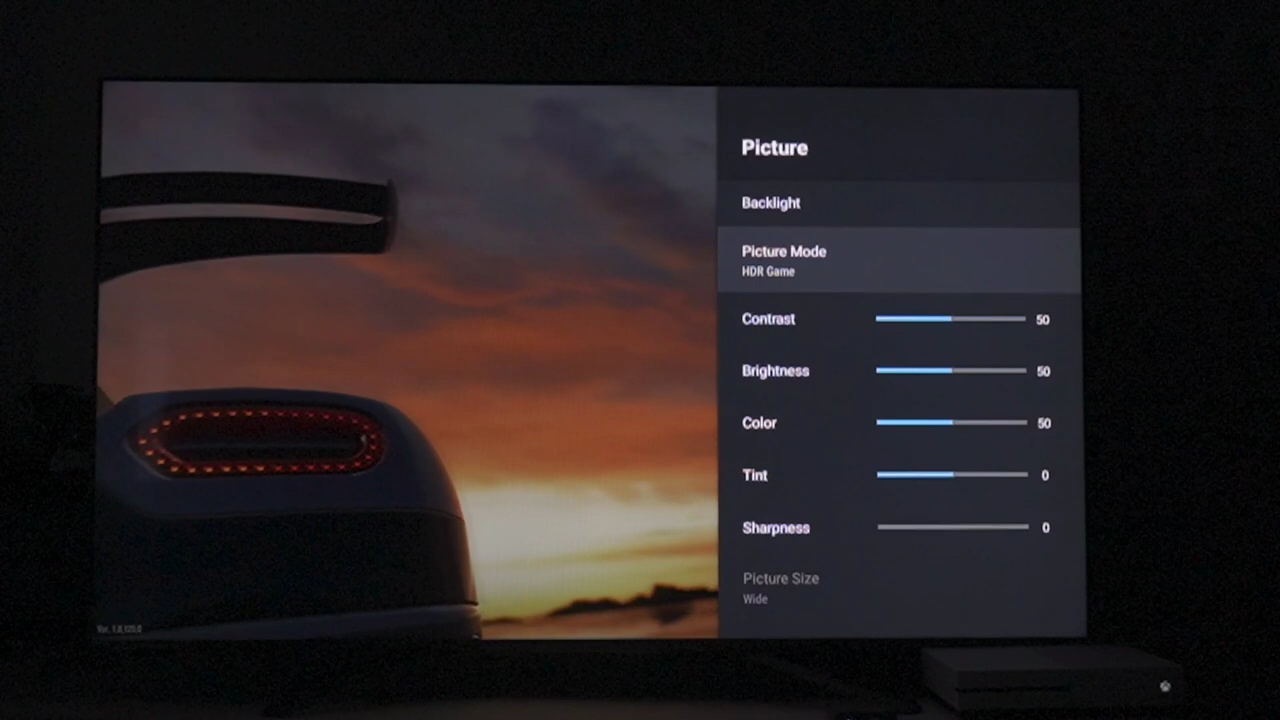 Picture
Backlight
Picture Mode
HDR Game
Contrast 50
Brightness 50
Color 50
Tint 0
Sharpness 0
Picture Size
Wide